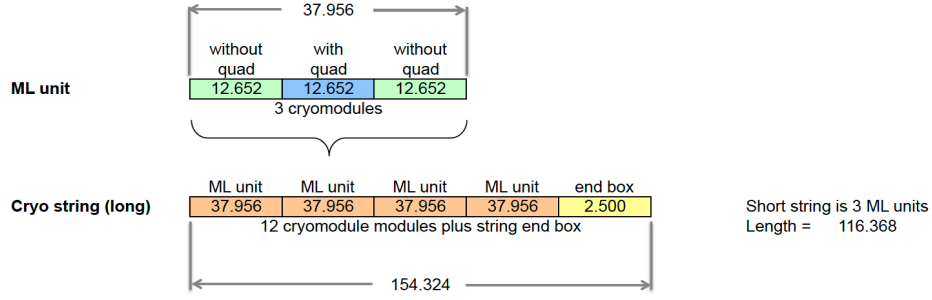 37.956
without with without
quad quad quad
ML unit 12.652 12.652 12.652
3 cryomodules
ML unit ML unit ML unit ML unit end box
Cryo string (long) 37.956 37.956 37.956 37.956 2.500 Short string is 3 ML units
12 cryomodule modules plus string end box Length = 116.368
154.324